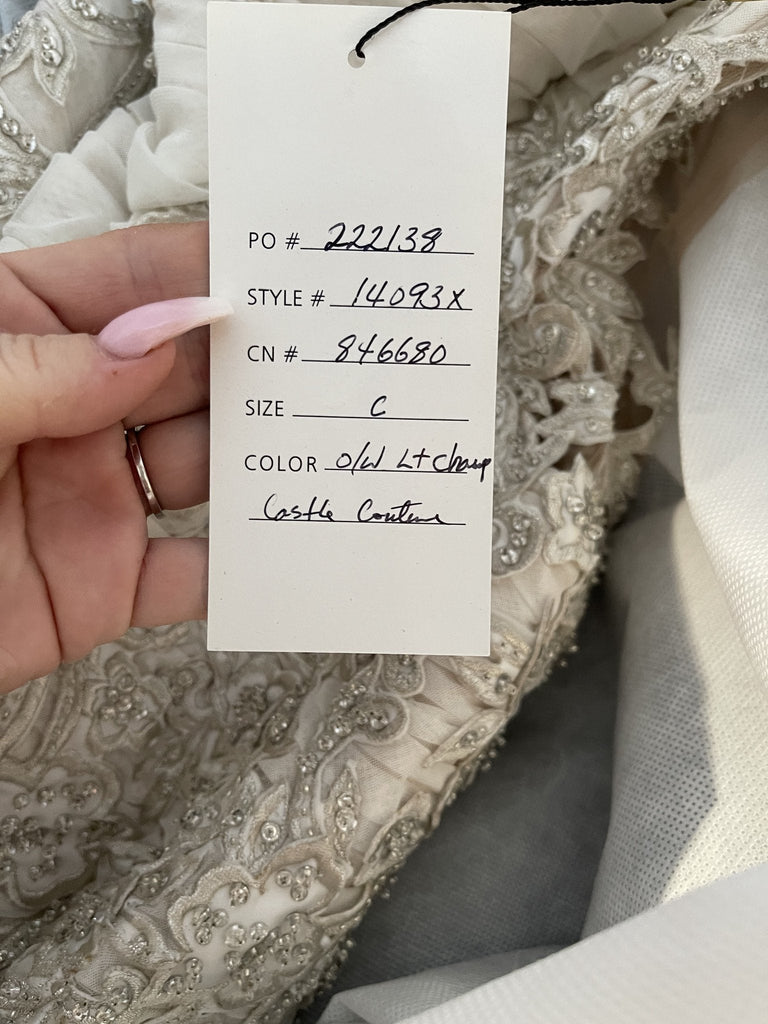 PO # 222138
STYLE # 14093X
CN # 846680
SIZE C
COLOR O/W Lt Champ
Castle Couture